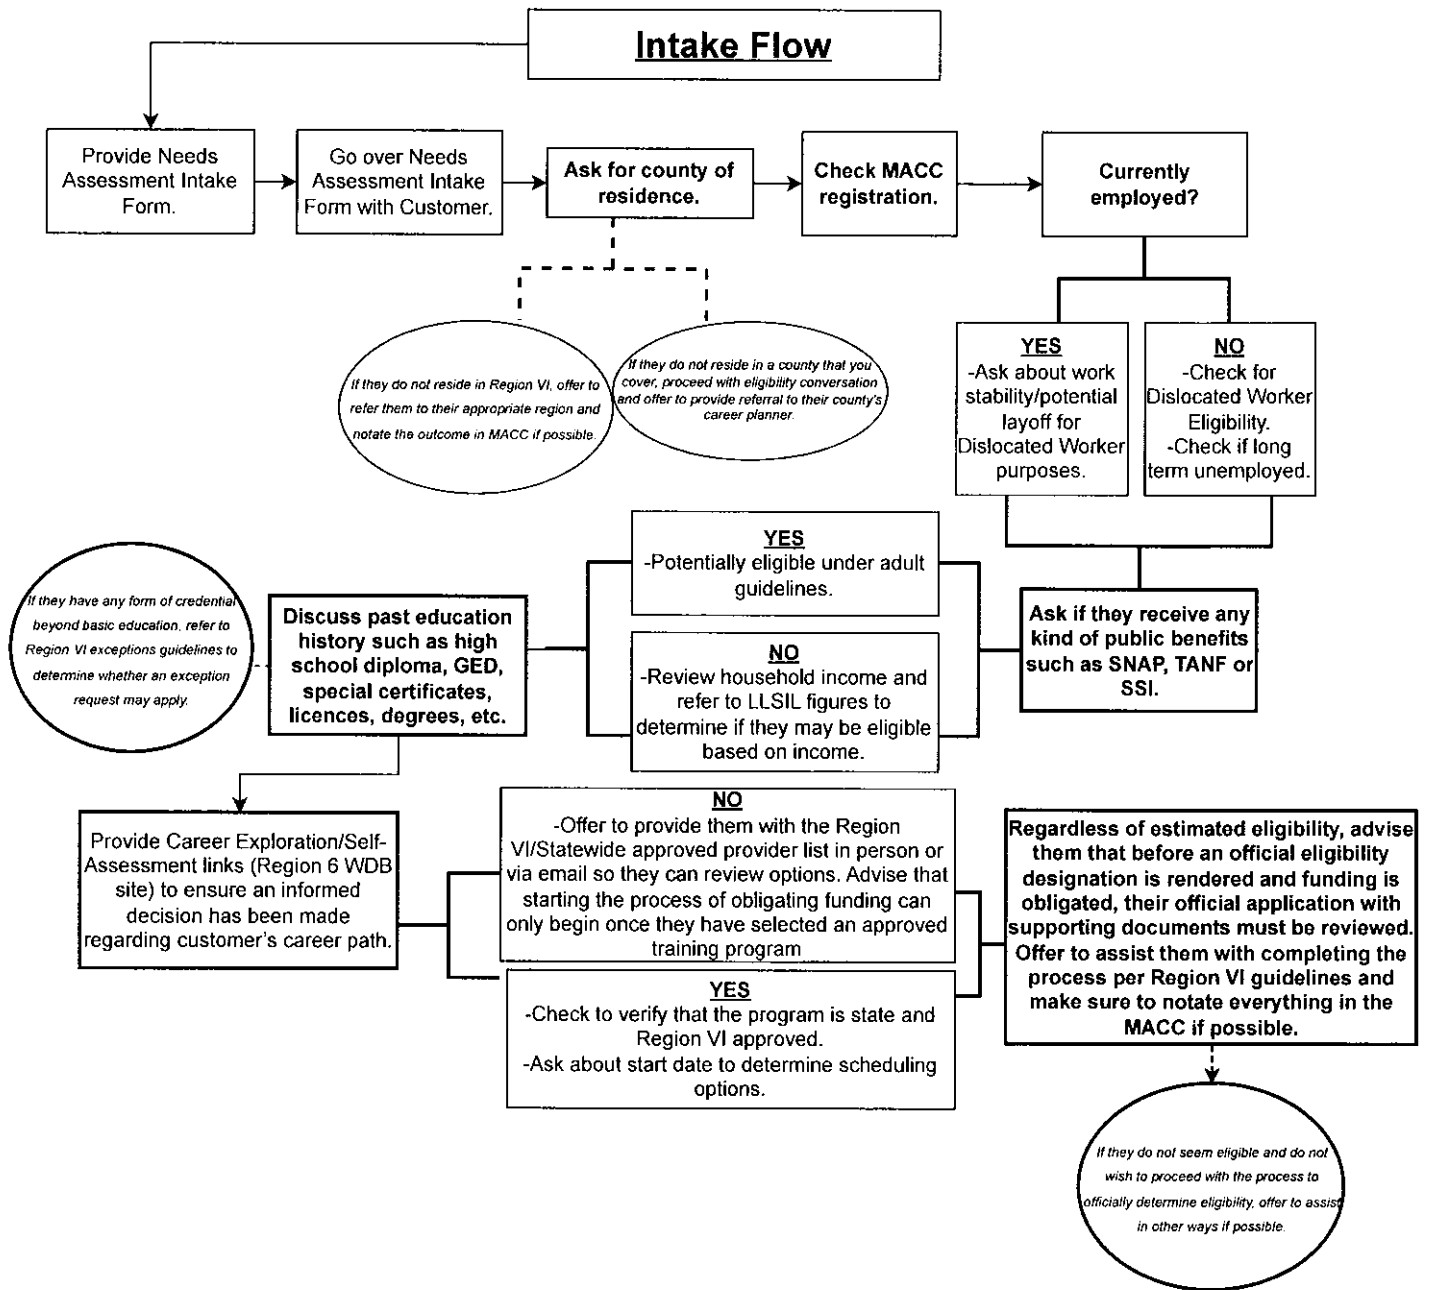 Intake Flow
Provide Needs
Assessment Intake
Form.
Go over Needs
Assessment Intake
Form with Customer.
Ask for county of
residence.
Check MACC
registration.
Currently
employed?
If they do not reside in Region VI, offer to
refer them to their appropriate region and
notate the outcome in MACC if possible.
If they do not reside in a county that you
cover, proceed with eligibility conversation
and offer to provide referral to their county's
career planner.
YES
-Ask about work
stability/potential
layoff for
Dislocated Worker
purposes.
NO
-Check for
Dislocated Worker
Eligibility.
-Check if long
term unemployed.
Ask if they receive any
kind of public benefits
such as SNAP, TANF or
SSI.
YES
-Potentially eligible under adult
guidelines.
NO
-Review household income and
refer to LLSIL figures to
determine if they may be eligible
based on income.
Discuss past education
history such as high
school diploma, GED,
special certificates,
licences, degrees, etc.
If they have any form of credential
beyond basic education, refer to
Region VI exceptions guidelines to
determine whether an exception
request may apply.
Provide Career Exploration/Self-
Assessment links (Region 6 WDB
site) to ensure an informed
decision has been made
regarding customer's career path.
NO
-Offer to provide them with the Region
VI/Statewide approved provider list in person or
via email so they can review options. Advise that
starting the process of obligating funding can
only begin once they have selected an approved
training program
YES
-Check to verify that the program is state and
Region VI approved.
-Ask about start date to determine scheduling
options.
Regardless of estimated eligibility, advise
them that before an official eligibility
designation is rendered and funding is
obligated, their official application with
supporting documents must be reviewed.
Offer to assist them with completing the
process per Region VI guidelines and
make sure to notate everything in the
MACC if possible.
If they do not seem eligible and do not
wish to proceed with the process to
officially determine eligibility, offer to assist
in other ways if possible.